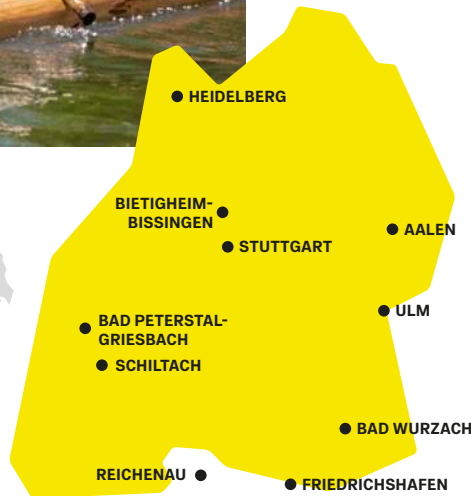 HEIDELBERG
BIETIGHEIM-
BISSINGEN
AALEN
STUTTGART
ULM
BAD PETERSTAL-
GRIESBACH
SCHILTACH
BAD WURZACH
REICHENAU
FRIEDRICHSHAFEN